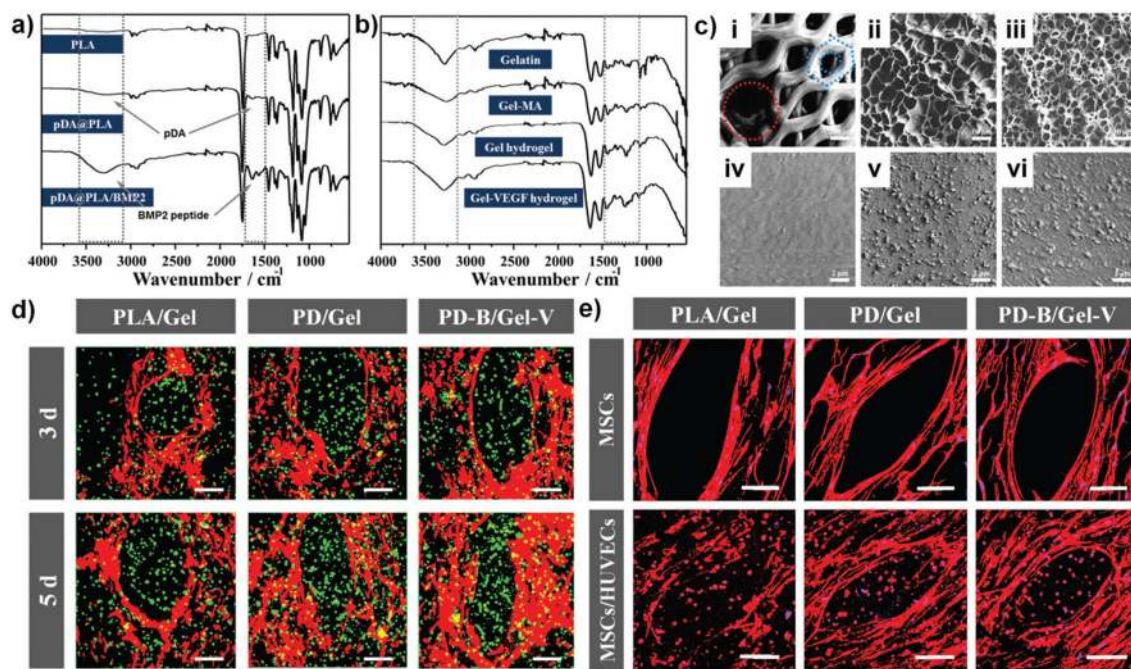 a)
PLA
pDA
pDA@PLA
pDA@PLA/BMP2
BMP2 peptide
4000 3500 3000 2500 2000 1500 1000
Wavenumber / cm-1
b)
Gelatin
Gel-MA
Gel hydrogel
Gel-VEGF hydrogel
4000 3500 3000 2500 2000 1500 1000
Wavenumber / cm-1
c)
i
ii
iii
iv
v
vi
d)
PLA/Gel
PD/Gel
PD-B/Gel-V
3 d
5 d
e)
PLA/Gel
PD/Gel
PD-B/Gel-V
MSCs
MSCs/HUVECs